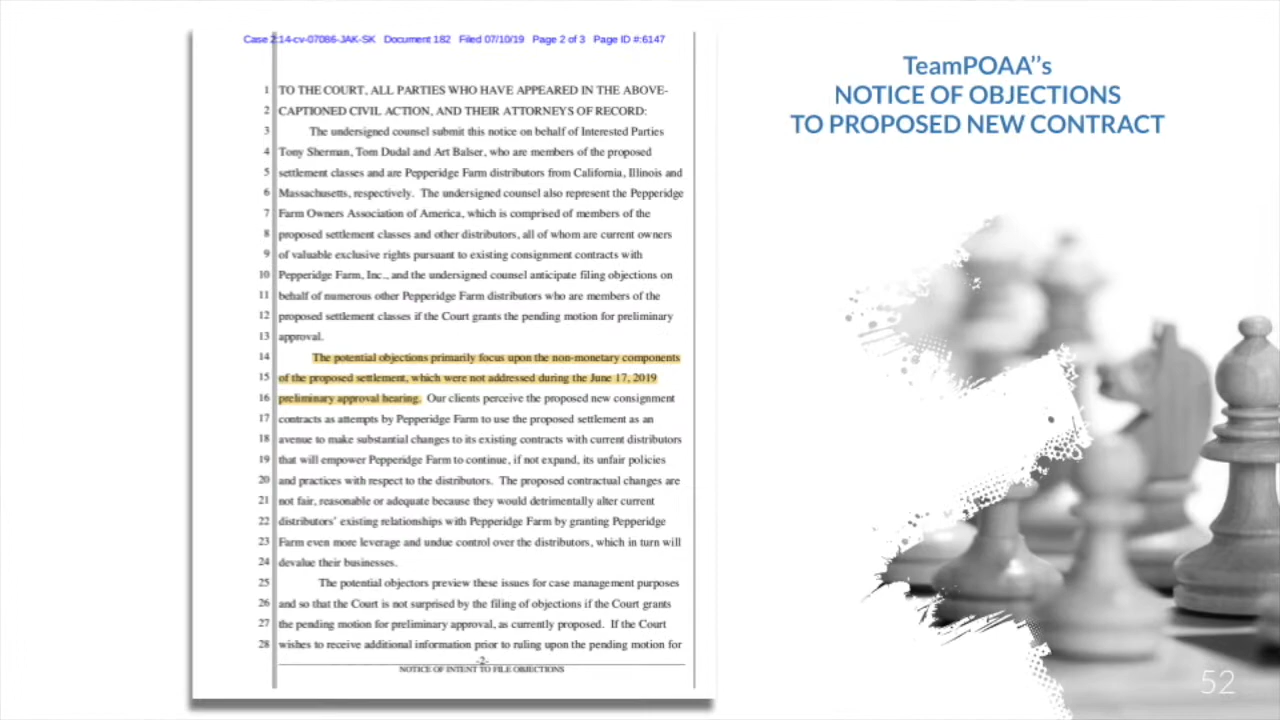 Case 2:14-cv-07086-JAK-SK Document 182 Filed 07/10/19 Page 2 of 3 Page ID #:6147
1 TO THE COURT, ALL PARTIES WHO HAVE APPEARED IN THE ABOVE-
2 CAPTIONED CIVIL ACTION, AND THEIR ATTORNEYS OF RECORD:
3 The undersigned counsel submit this notice on behalf of Interested Parties
4 Tony Sherman, Tom Dudal and Art Balser, who are members of the proposed
5 settlement classes and are Pepperidge Farm distributors from California, Illinois and
6 Massachusetts, respectively. The undersigned counsel also represent the Pepperidge
7 Farm Owners Association of America, which is comprised of members of the
8 proposed settlement classes and other distributors, all of whom are current owners
9 of valuable exclusive rights pursuant to existing consignment contracts with
10 Pepperidge Farm, Inc., and the undersigned counsel anticipate filing objections on
11 behalf of numerous other Pepperidge Farm distributors who are members of the
12 proposed settlement classes if the Court grants the pending motion for preliminary
13 approval.
14 The potential objections primarily focus upon the non-monetary components
15 of the proposed settlement, which were not addressed during the June 17, 2019
16 preliminary approval hearing. Our clients perceive the proposed new consignment
17 contracts as attempts by Pepperidge Farm to use the proposed settlement as an
18 avenue to make substantial changes to its existing contracts with current distributors
19 that will empower Pepperidge Farm to continue, if not expand, its unfair policies
20 and practices with respect to the distributors. The proposed contractual changes are
21 not fair, reasonable or adequate because they would detrimentally alter current
22 distributors' existing relationships with Pepperidge Farm by granting Pepperidge
23 Farm even more leverage and undue control over the distributors, which in turn will
24 devalue their businesses.
25 The potential objectors preview these issues for case management purposes
26 and so that the Court is not surprised by the filing of objections if the Court grants
27 the pending motion for preliminary approval, as currently proposed. If the Court
28 wishes to receive additional information prior to ruling upon the pending motion for
-2-
NOTICE OF INTENT TO FILE OBJECTIONS
TeamPOAA''s
NOTICE OF OBJECTIONS
TO PROPOSED NEW CONTRACT
52